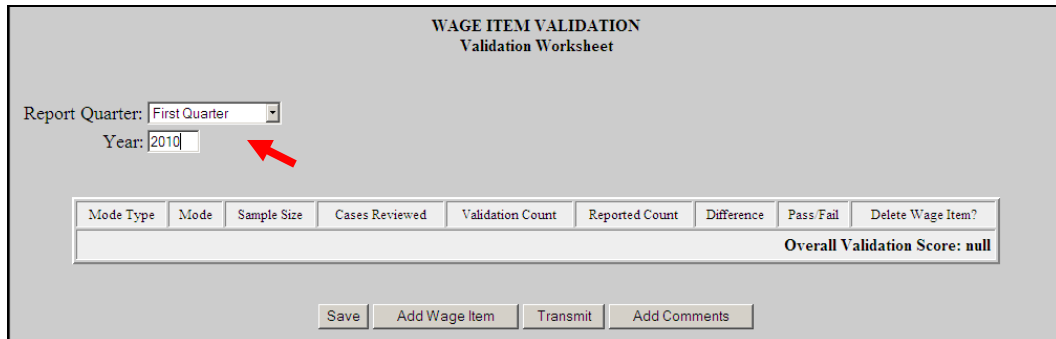 WAGE ITEM VALIDATION
Validation Worksheet
Report Quarter: First Quarter
Year: 2010
Mode Type Mode Sample Size Cases Reviewed Validation Count Reported Count Difference Pass/Fail Delete Wage Item?
Overall Validation Score: null
Save Add Wage Item Transmit Add Comments